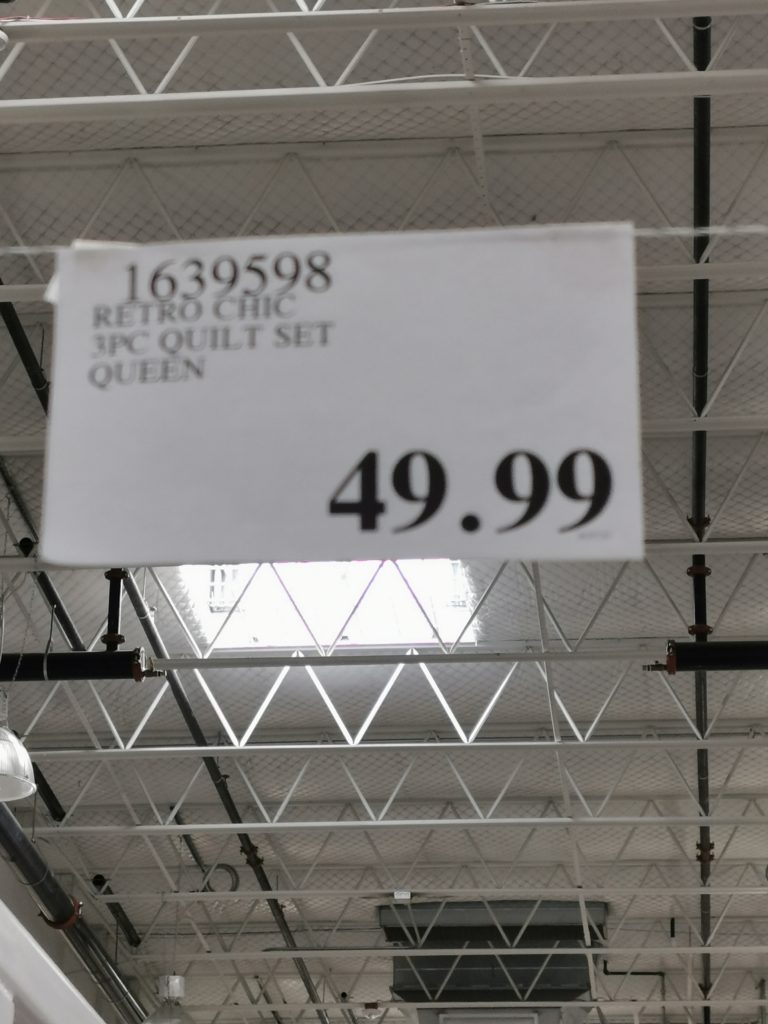 1639598
RETRO CHIC
3PC QUILT SET
QUEEN
49.99